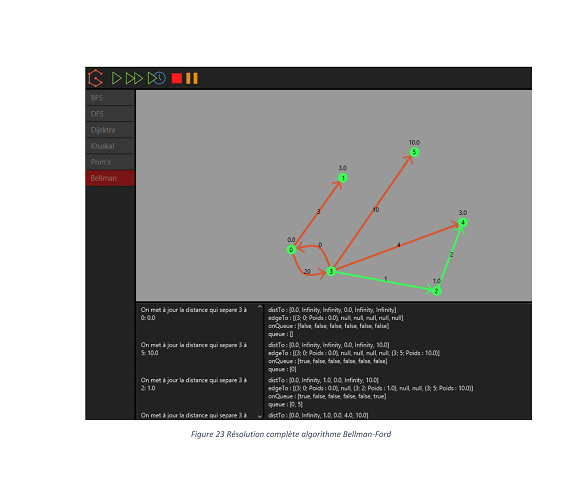 BFS
DFS
Dijsktra
Kruskal
Prim's
Bellman
10.0
5
3.0
1
3
10
3.0
4
0.0
0
0
4
2
3
20
1
1.0
2
On met à jour la distance qui separe 3 à
0: 0.0
distTo : [0.0, Infinity, Infinity, 0.0, Infinity, Infinity]
edgeTo : [(3; 0; Poids : 0.0), null, null, null, null, null]
onQueue : [false, false, false, false, false, false]
queue : []
On met à jour la distance qui separe 3 à
5: 10.0
distTo : [0.0, Infinity, Infinity, 0.0, Infinity, 10.0]
edgeTo : [(3; 0; Poids : 0.0), null, null, null, null, (3; 5; Poids : 10.0)]
onQueue : [true, false, false, false, false, false]
queue : [0]
On met à jour la distance qui separe 3 à
2: 1.0
distTo : [0.0, Infinity, 1.0, 0.0, Infinity, 10.0]
edgeTo : [(3; 0; Poids : 0.0), null, (3; 2; Poids : 1.0), null, null, (3; 5; Poids : 10.0)]
onQueue : [true, false, false, false, false, true]
queue : [0, 5]
On met à jour la distance qui separe 3 à
distTo : [0.0, Infinity, 1.0, 0.0, 4.0, 10.0]
Figure 23 Résolution complète algorithme Bellman-Ford